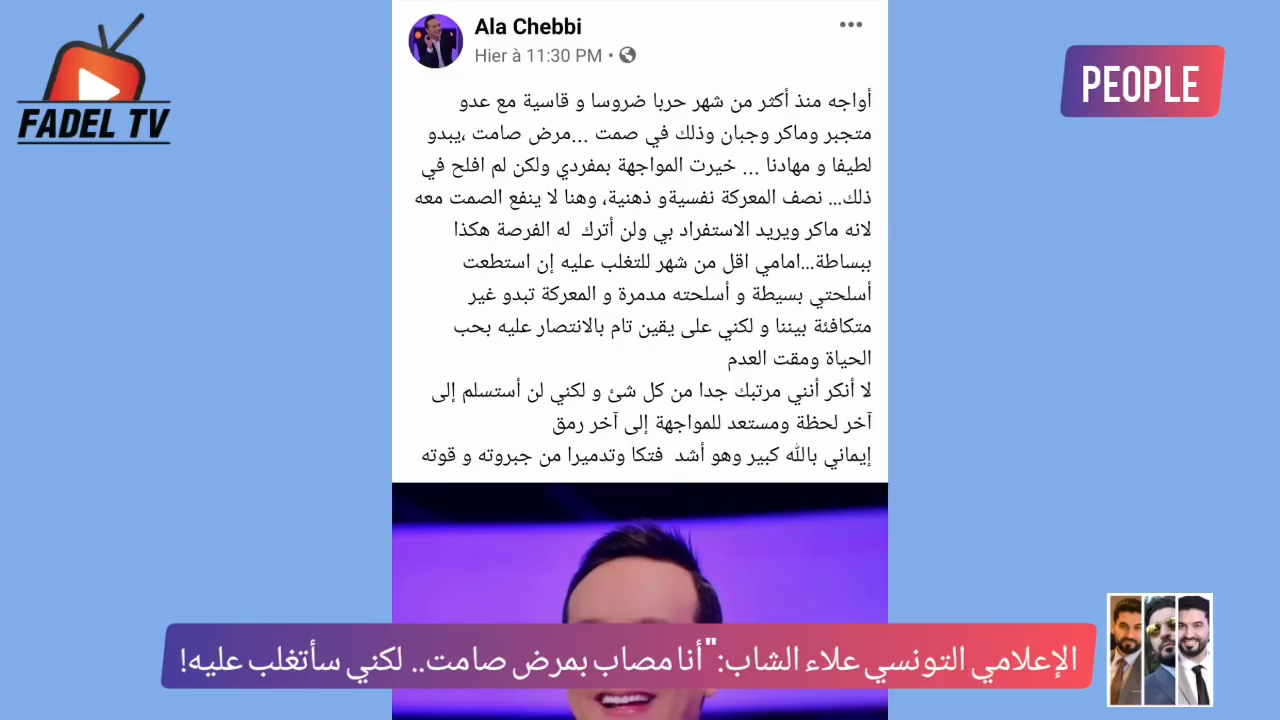 FADEL TV
Ala Chebbi
Hier à 11:30 PM
PEOPLE
أواجه منذ أكثر من شهر حربا ضروسا و قاسية مع عدو
متجبر وماكر وجبان وذلك في صمت ...مرض صامت ،يبدو
لطيفا و مهادنا ... خيرت المواجهة بمفردي ولكن لم افلح في
ذلك... نصف المعركة نفسيةو ذهنية، وهنا لا ينفع الصمت معه
لانه ماكر ويريد الاستفراد بي ولن أترك له الفرصة هكذا
ببساطة...امامي اقل من شهر للتغلب عليه إن استطعت
أسلحتي بسيطة و أسلحته مدمرة و المعركة تبدو غير
متكافئة بيننا و لكني على يقين تام بالانتصار عليه بحب
الحياة ومقت العدم
لا أنكر أنني مرتبك جدا من كل شئ و لكني لن أستسلم إلى
آخر لحظة ومستعد للمواجهة إلى آخر رمق
إيماني بالله كبير وهو أشد فتكا وتدميرا من جبروته و قوته
الإعلامي التونسي علاء الشاب:"أنا مصاب بمرض صامت.. لكني سأتغلب عليه!